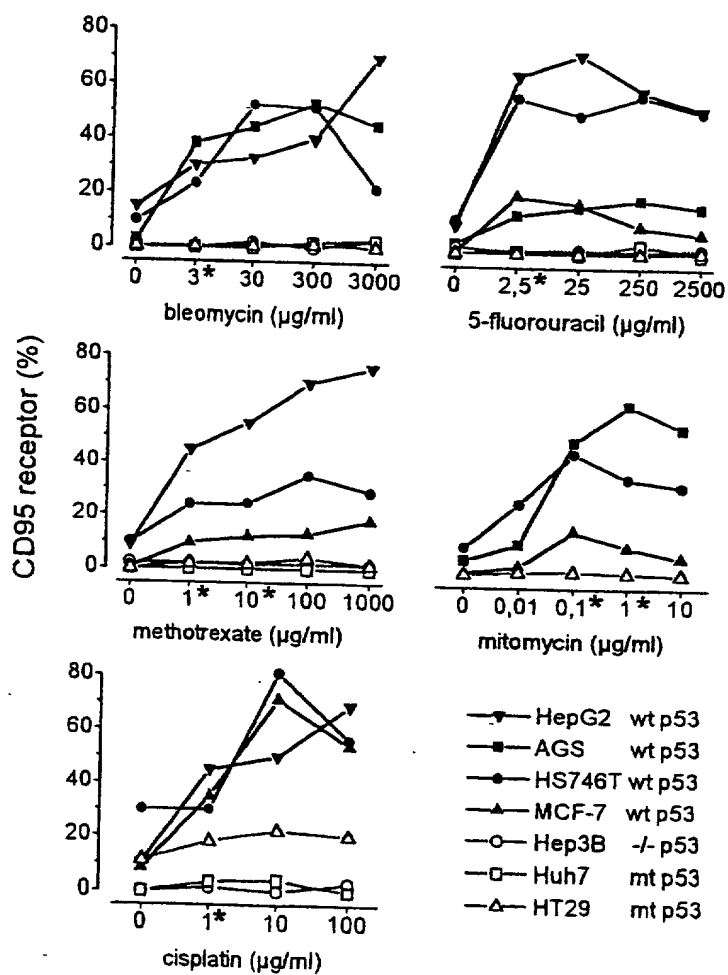 CD95 receptor (%)
80
60
40
20
0
0 3* 30 300 3000
bleomycin (µg/ml)
0 2,5* 25 250 2500
5-fluorouracil (µg/ml)
80
60
40
20
0
0 1* 10* 100 1000
methotrexate (µg/ml)
0 0,01 0,1* 1* 10
mitomycin (µg/ml)
80
60
40
20
0
0 1* 10 100
cisplatin (µg/ml)
HepG2 wt p53
AGS wt p53
HS746T wt p53
MCF-7 wt p53
Hep3B -/- p53
Huh7 mt p53
HT29 mt p53